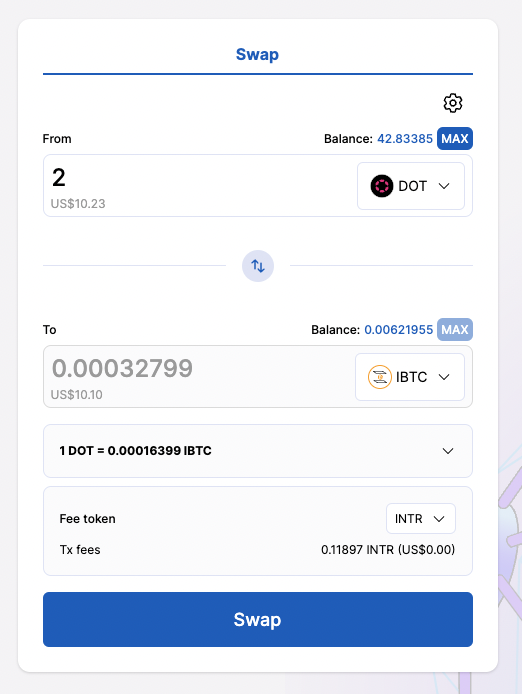 Swap
From
Balance: 42.83385 MAX
2
DOT
US$10.23
To
Balance: 0.00621955 MAX
0.00032799
IBTC
US$10.10
1 DOT = 0.00016399 IBTC
Fee token
INTR
Tx fees
0.11897 INTR (US$0.00)
Swap